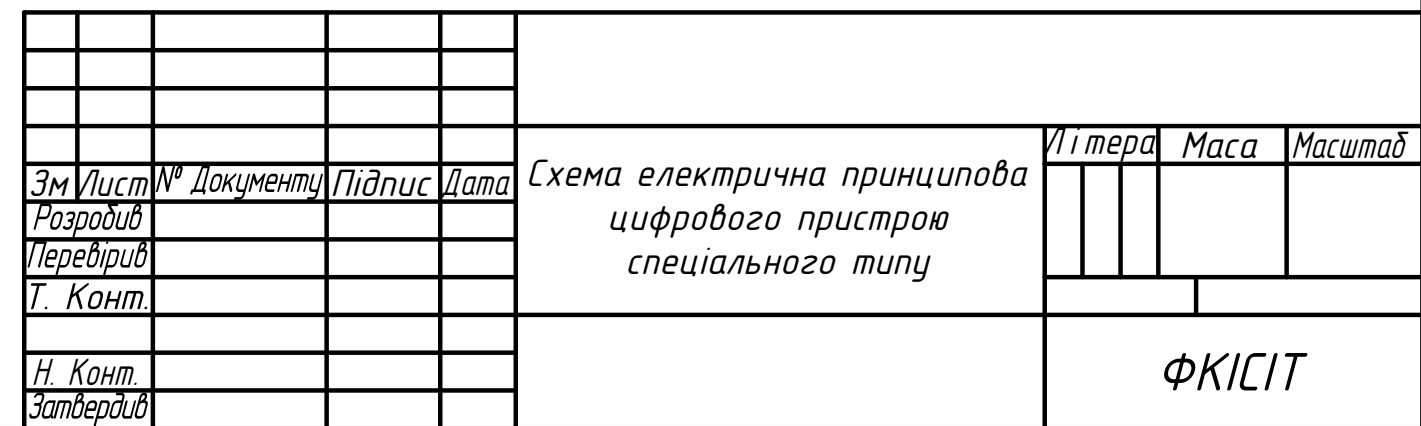 Літера Маса Масштаб
Зм Лист № Документу Підпис Дата
Схема електрична принципова
цифрового пристрою
спеціального типу
Розробив
Перевірив
Т. Конт.
Н. Конт.
Затвердив
ФКІСІТ